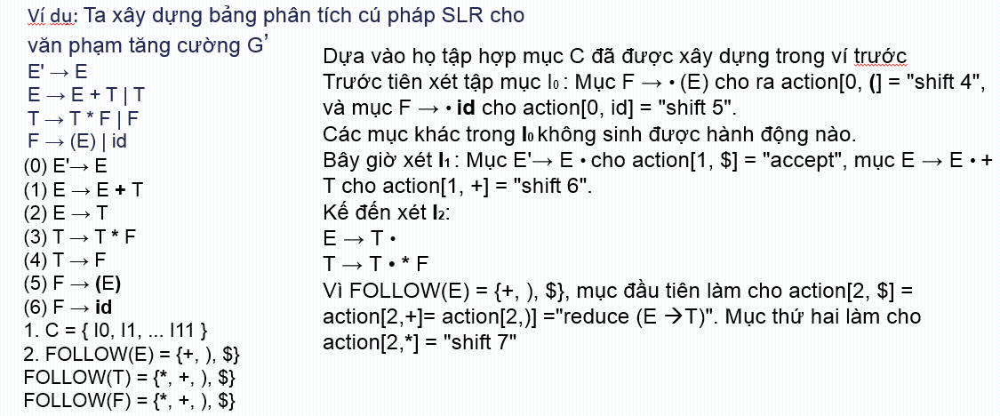 Ví dụ: Ta xây dựng bảng phân tích cú pháp SLR cho
văn phạm tăng cường G’
E' → E
E → E + T | T
T → T * F | F
F → (E) | id
(0) E'→ E
(1) E → E + T
(2) E → T
(3) T → T * F
(4) T → F
(5) F → (E)
(6) F → id
1. C = { I0, I1, ... I11 }
2. FOLLOW(E) = {+, ), $}
FOLLOW(T) = {*, +, ), $}
FOLLOW(F) = {*, +, ), $}
Dựa vào họ tập hợp mục C đã được xây dựng trong ví trước
Trước tiên xét tập mục I₀ : Mục F → • (E) cho ra action[0, (] = "shift 4",
và mục F → • id cho action[0, id] = "shift 5".
Các mục khác trong I₀ không sinh được hành động nào.
Bây giờ xét I₁ : Mục E'→ E • cho action[1, $] = "accept", mục E → E • +
T cho action[1, +] = "shift 6".
Kế đến xét I₂:
E → T •
T → T • * F
Vì FOLLOW(E) = {+, ), $}, mục đầu tiên làm cho action[2, $] =
action[2,+]= action[2,)] ="reduce (E →T)". Mục thứ hai làm cho
action[2,*] = "shift 7"